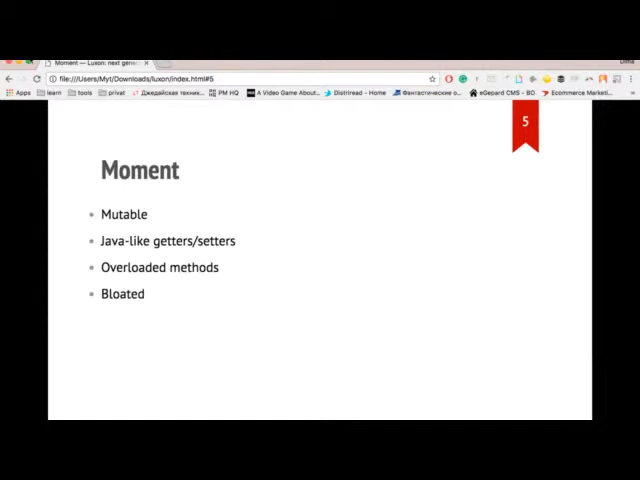 Moment — Luxon: next gene
file:///Users/Myt/Downloads/luxon/index.html#5
Apps learn tools privat Джедайская техник... PM HQ A Video Game About... Distriread - Home Фантастические о... eGepard CMS - BO Ecommerce Marketi...
5
Moment
Mutable
Java-like getters/setters
Overloaded methods
Bloated